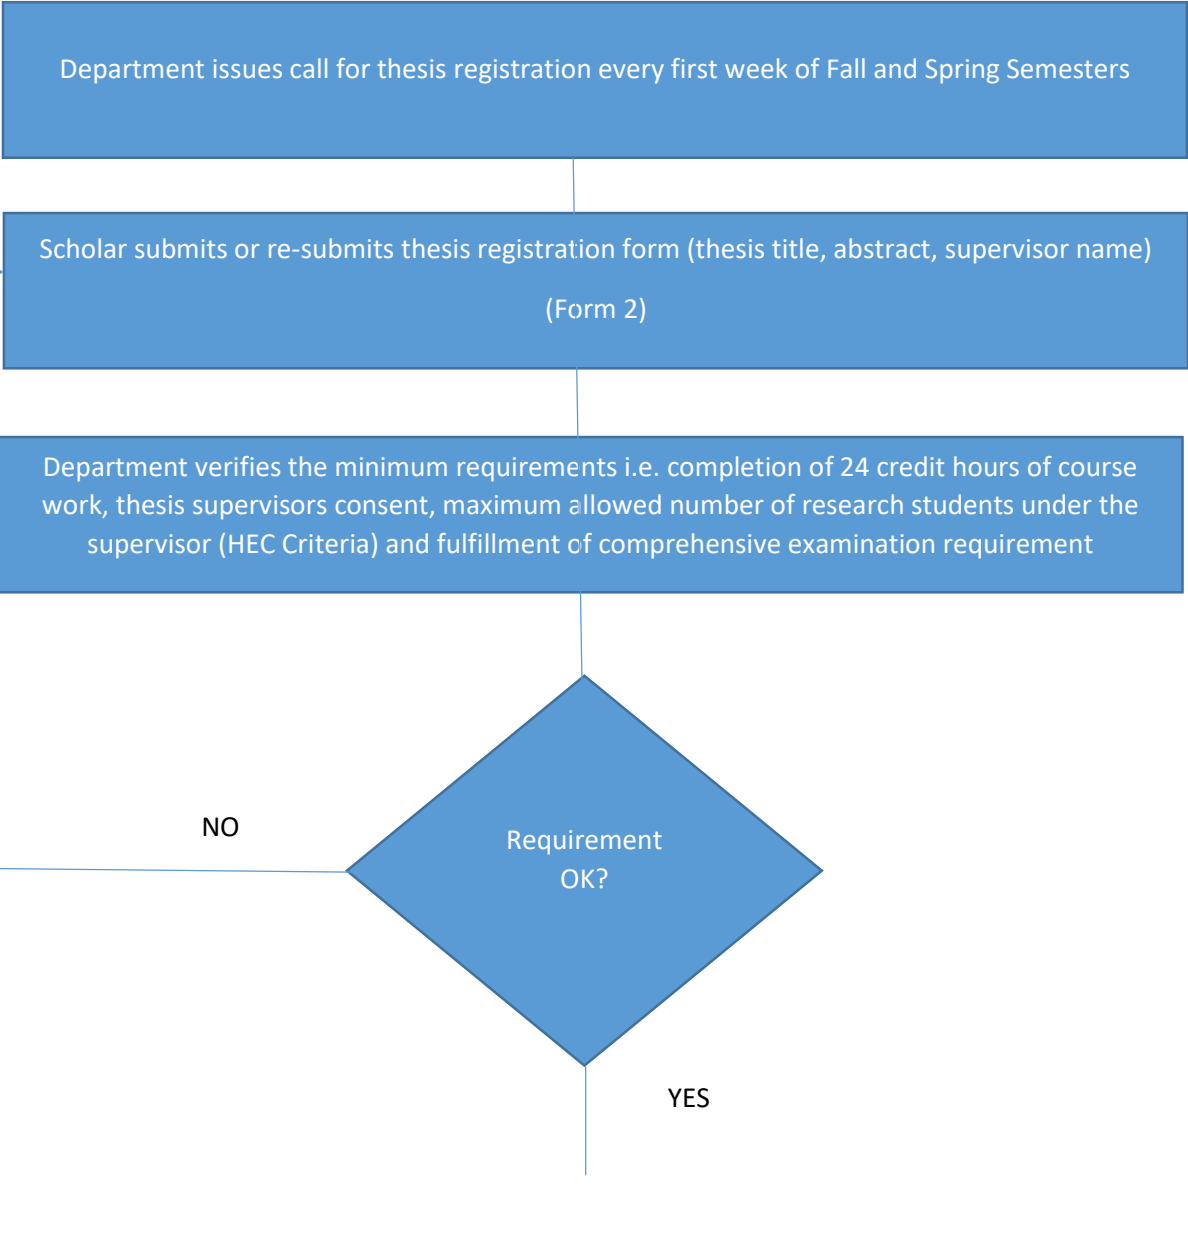 Department issues call for thesis registration every first week of Fall and Spring Semesters
Scholar submits or re-submits thesis registration form (thesis title, abstract, supervisor name)
(Form 2)
Department verifies the minimum requirements i.e. completion of 24 credit hours of course
work, thesis supervisors consent, maximum allowed number of research students under the
supervisor (HEC Criteria) and fulfillment of comprehensive examination requirement
NO
Requirement
OK?
YES